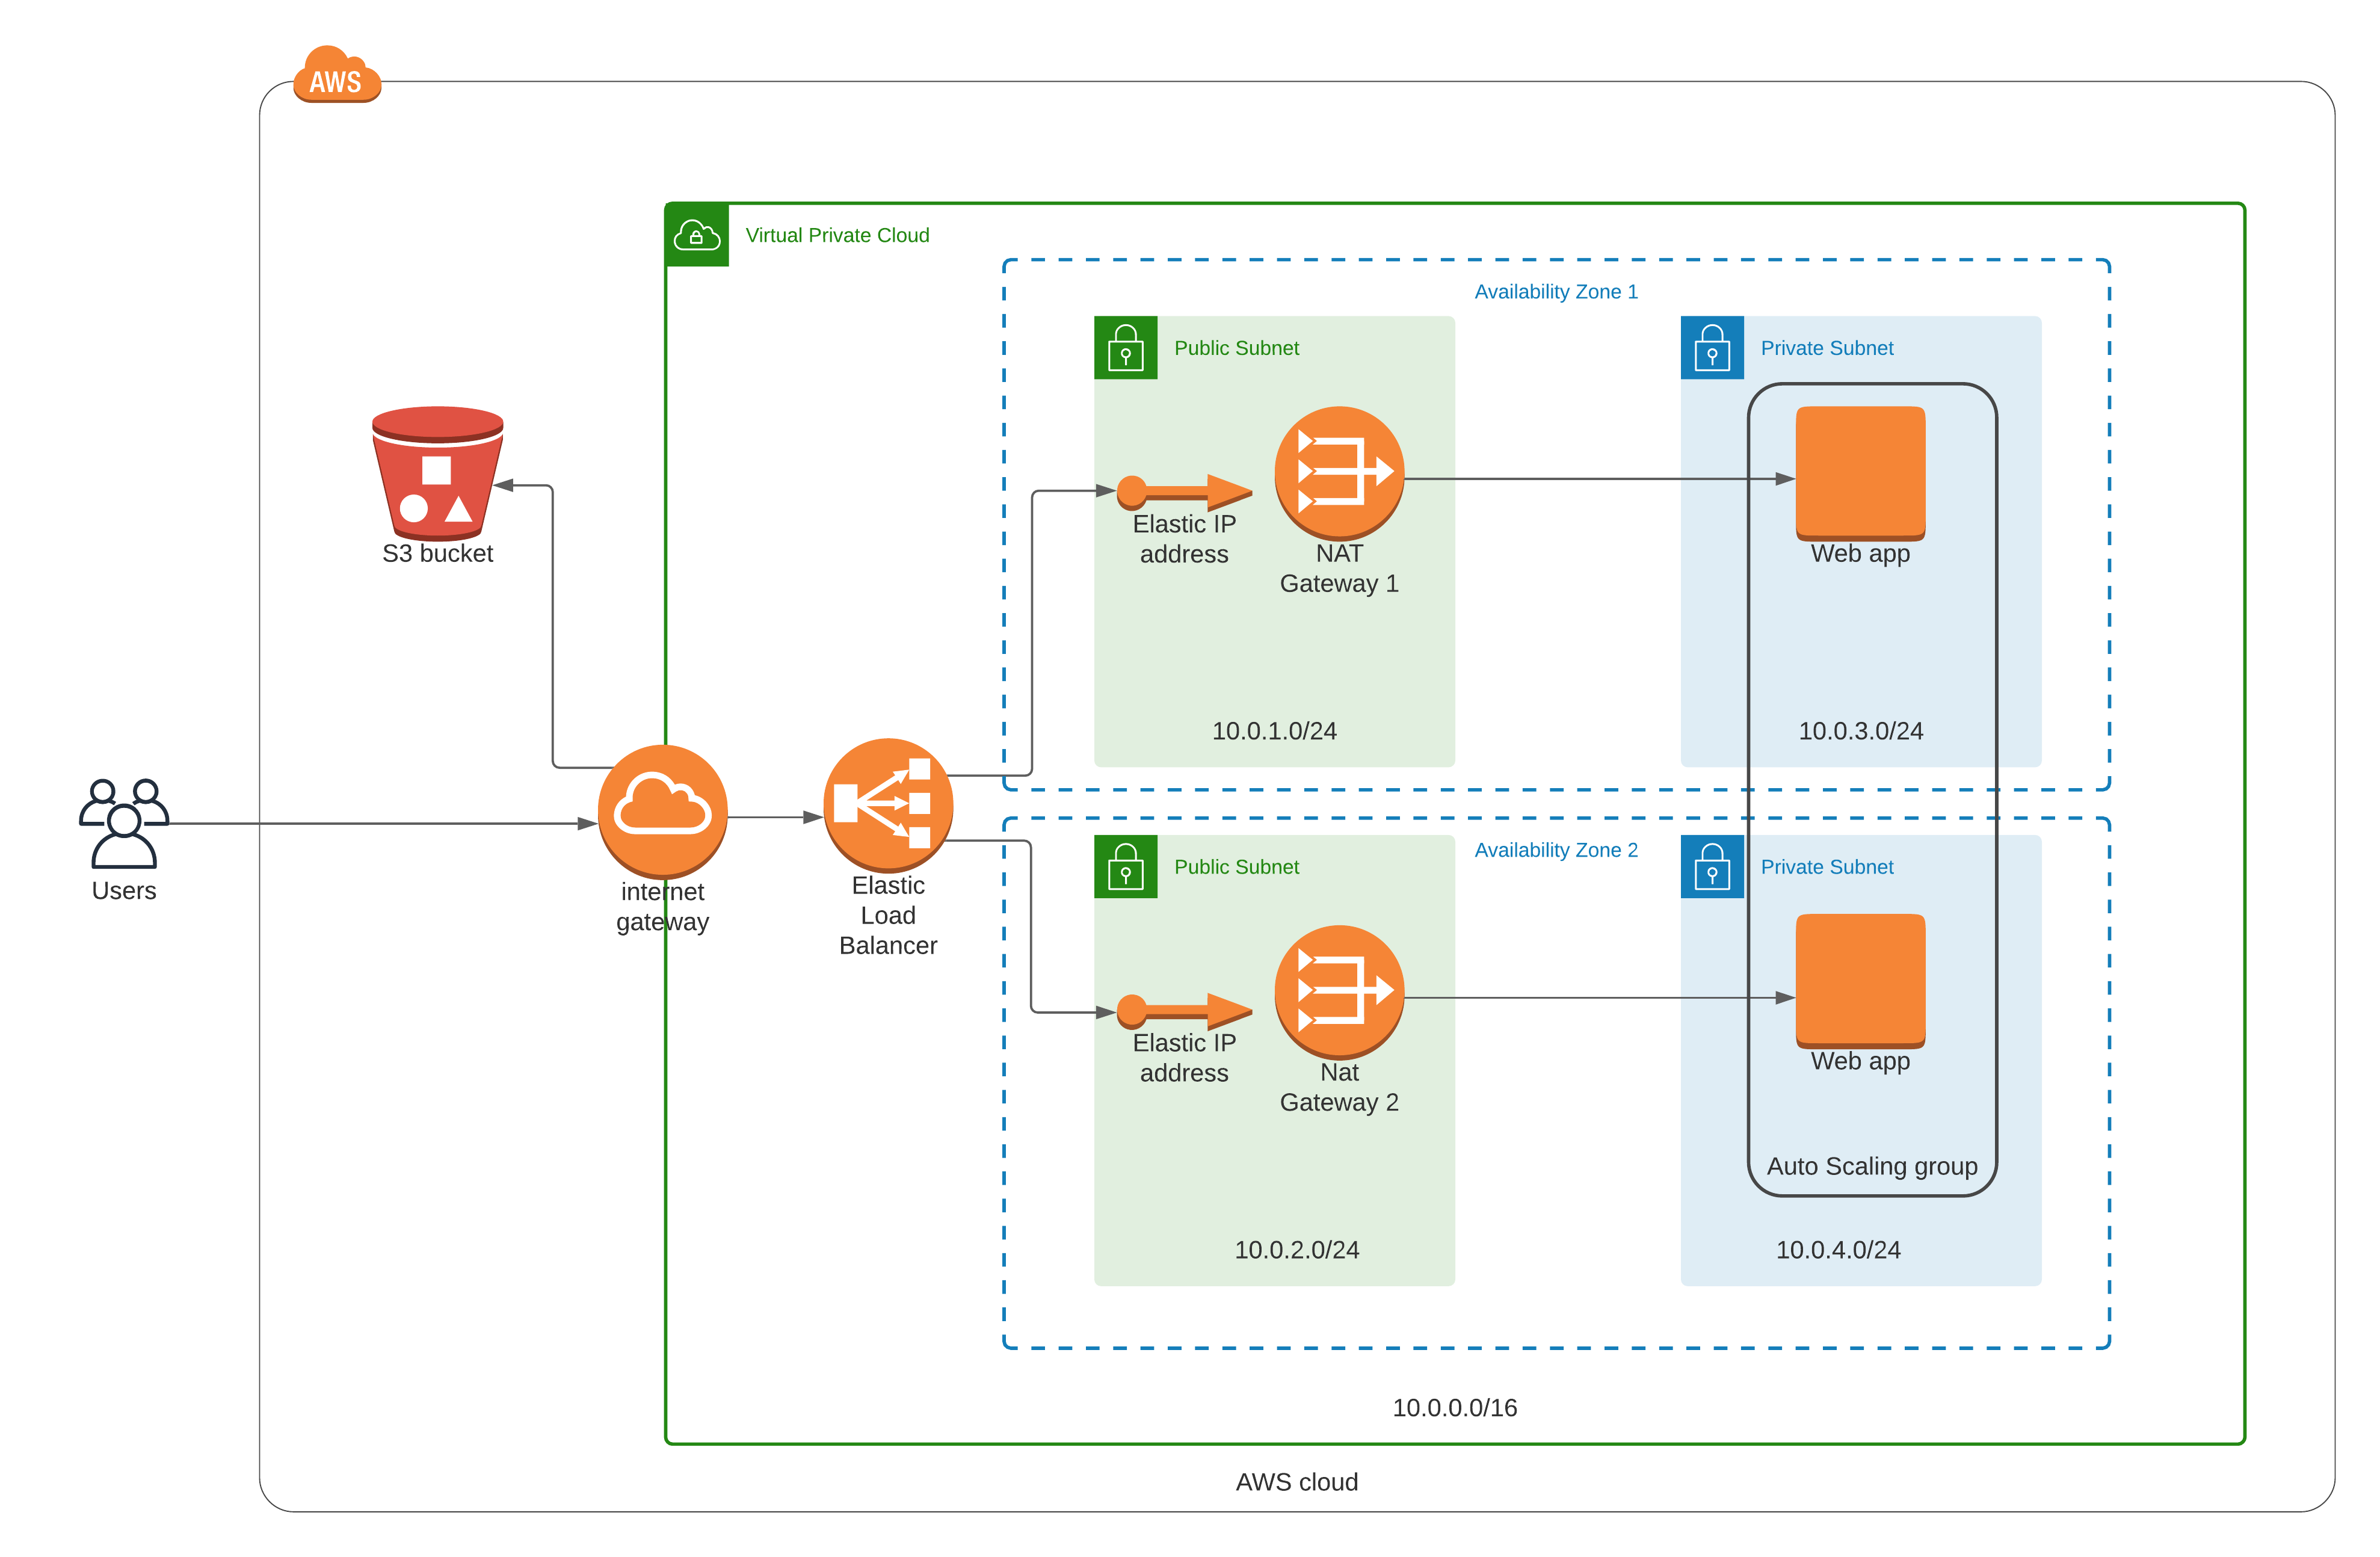 AWS
Virtual Private Cloud
Availability Zone 1
Public Subnet
Private Subnet
Elastic IP
address
NAT
Gateway 1
Web app
10.0.1.0/24
10.0.3.0/24
S3 bucket
Users
internet
gateway
Elastic
Load
Balancer
Availability Zone 2
Public Subnet
Private Subnet
Elastic IP
address
Nat
Gateway 2
Web app
Auto Scaling group
10.0.2.0/24
10.0.4.0/24
10.0.0.0/16
AWS cloud